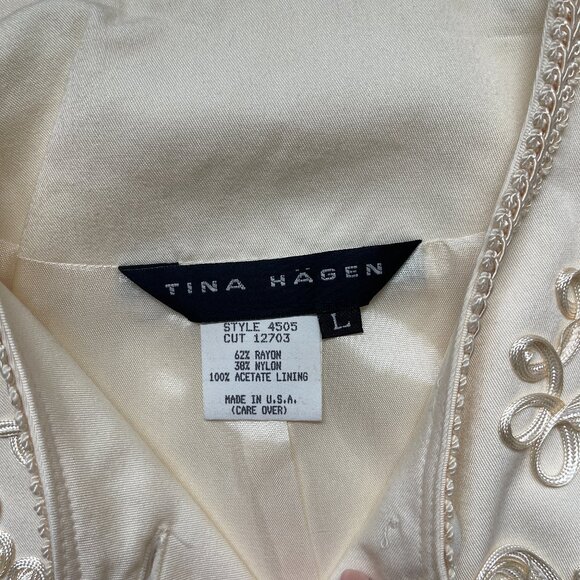 TINA HÄGEN
L
STYLE 4505
CUT 12703
62% RAYON
38% NYLON
100% ACETATE LINING
MADE IN U.S.A.
(CARE OVER)